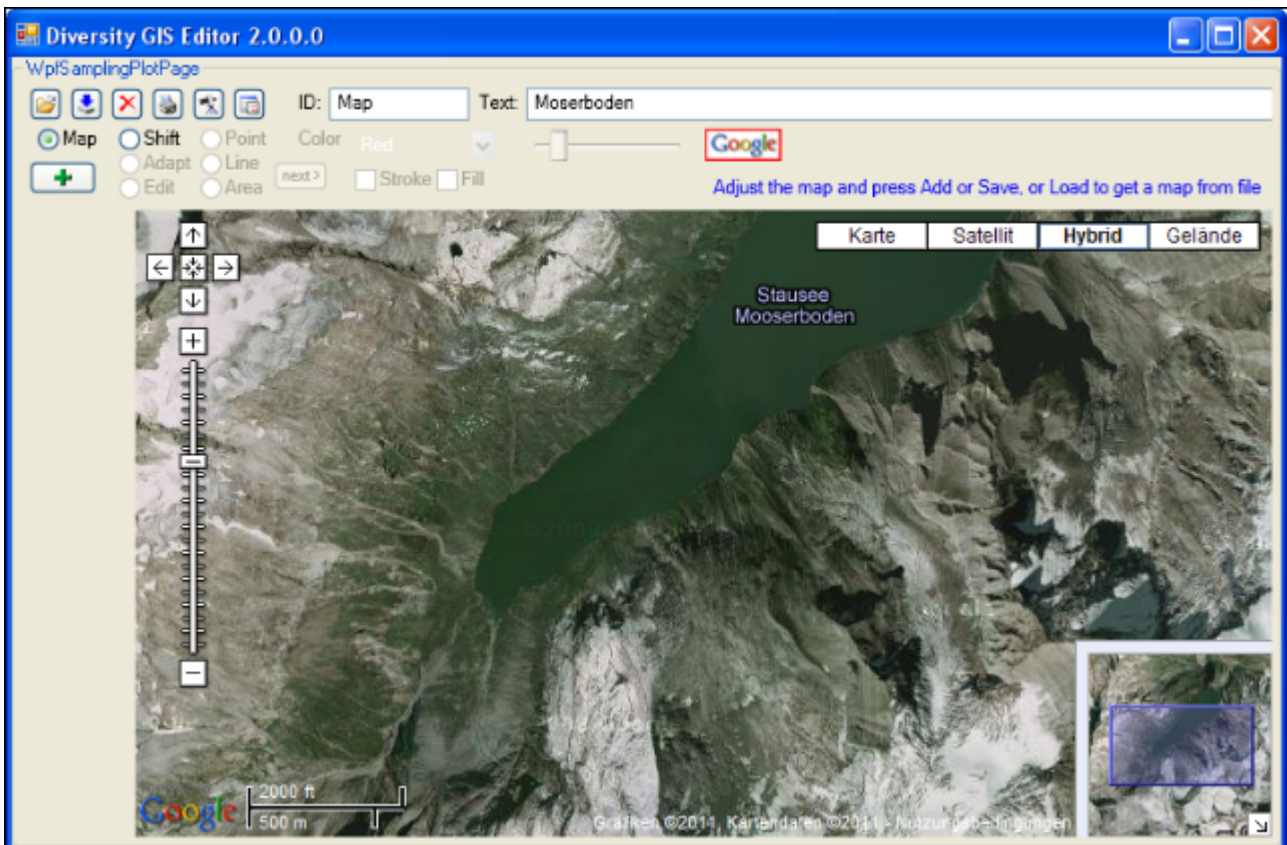 Diversity GIS Editor 2.0.0.0
WpfSamplingPlotPage
ID: Map Text: Moserboden
Map Shift Point Color Red Google
Adapt Line
next > Stroke Fill
Edit Area
Adjust the map and press Add or Save, or Load to get a map from file
Karte Satellit Hybrid Gelände
Stausee
Mooserboden
2000 ft
Google
500 m
Grafiken ©2011, Kartendaten ©2011 - Nutzungsbedingungen